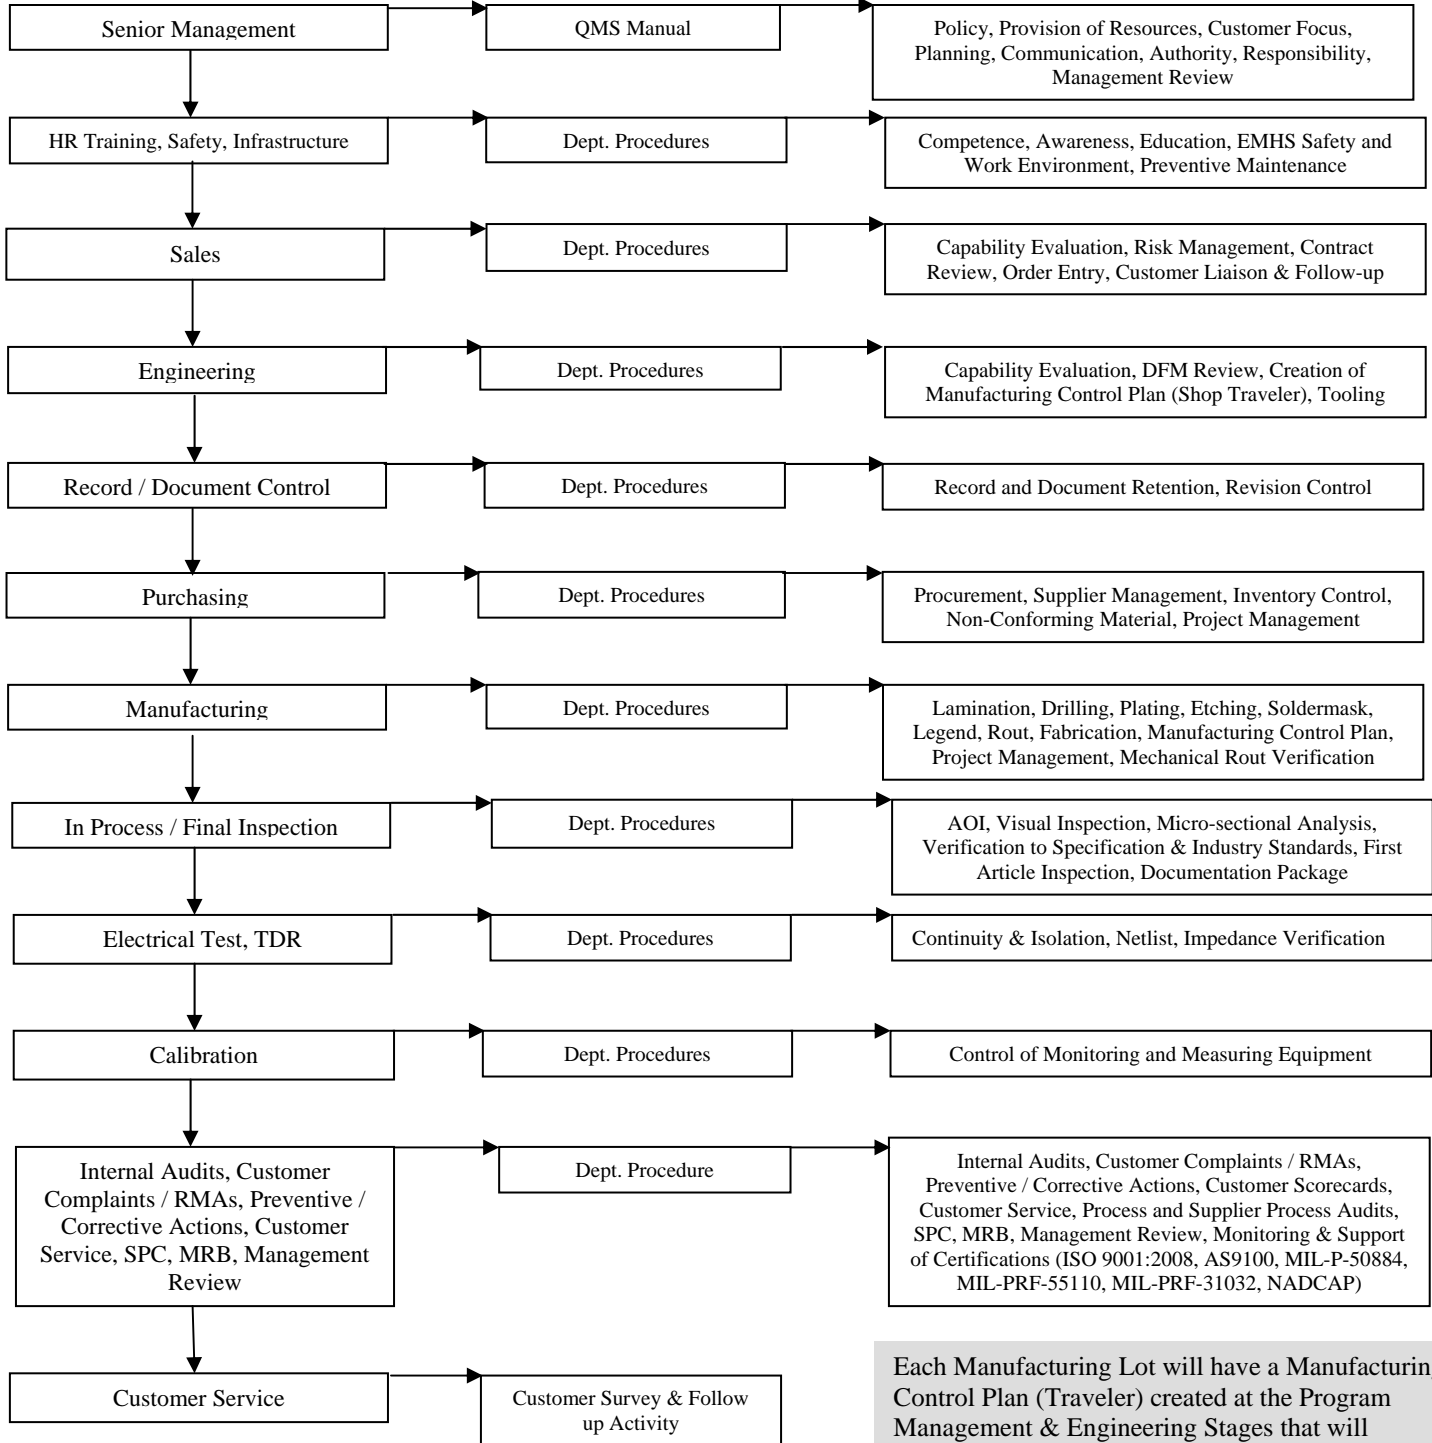 Senior Management
QMS Manual
Policy, Provision of Resources, Customer Focus,
Planning, Communication, Authority, Responsibility,
Management Review
HR Training, Safety, Infrastructure
Dept. Procedures
Competence, Awareness, Education, EMHS Safety and
Work Environment, Preventive Maintenance
Sales
Dept. Procedures
Capability Evaluation, Risk Management, Contract
Review, Order Entry, Customer Liaison & Follow-up
Engineering
Dept. Procedures
Capability Evaluation, DFM Review, Creation of
Manufacturing Control Plan (Shop Traveler), Tooling
Record / Document Control
Dept. Procedures
Record and Document Retention, Revision Control
Purchasing
Dept. Procedures
Procurement, Supplier Management, Inventory Control,
Non-Conforming Material, Project Management
Manufacturing
Dept. Procedures
Lamination, Drilling, Plating, Etching, Soldermask,
Legend, Rout, Fabrication, Manufacturing Control Plan,
Project Management, Mechanical Rout Verification
In Process / Final Inspection
Dept. Procedures
AOI, Visual Inspection, Micro-sectional Analysis,
Verification to Specification & Industry Standards, First
Article Inspection, Documentation Package
Electrical Test, TDR
Dept. Procedures
Continuity & Isolation, Netlist, Impedance Verification
Calibration
Dept. Procedures
Control of Monitoring and Measuring Equipment
Internal Audits, Customer
Complaints / RMAs, Preventive /
Corrective Actions, Customer
Service, SPC, MRB, Management
Review
Dept. Procedure
Internal Audits, Customer Complaints / RMAs,
Preventive / Corrective Actions, Customer Scorecards,
Customer Service, Process and Supplier Process Audits,
SPC, MRB, Management Review, Monitoring & Support
of Certifications (ISO 9001:2008, AS9100, MIL-P-50884,
MIL-PRF-55110, MIL-PRF-31032, NADCAP)
Customer Service
Customer Survey & Follow
up Activity
Each Manufacturing Lot will have a Manufacturin
Control Plan (Traveler) created at the Program
Management & Engineering Stages that will